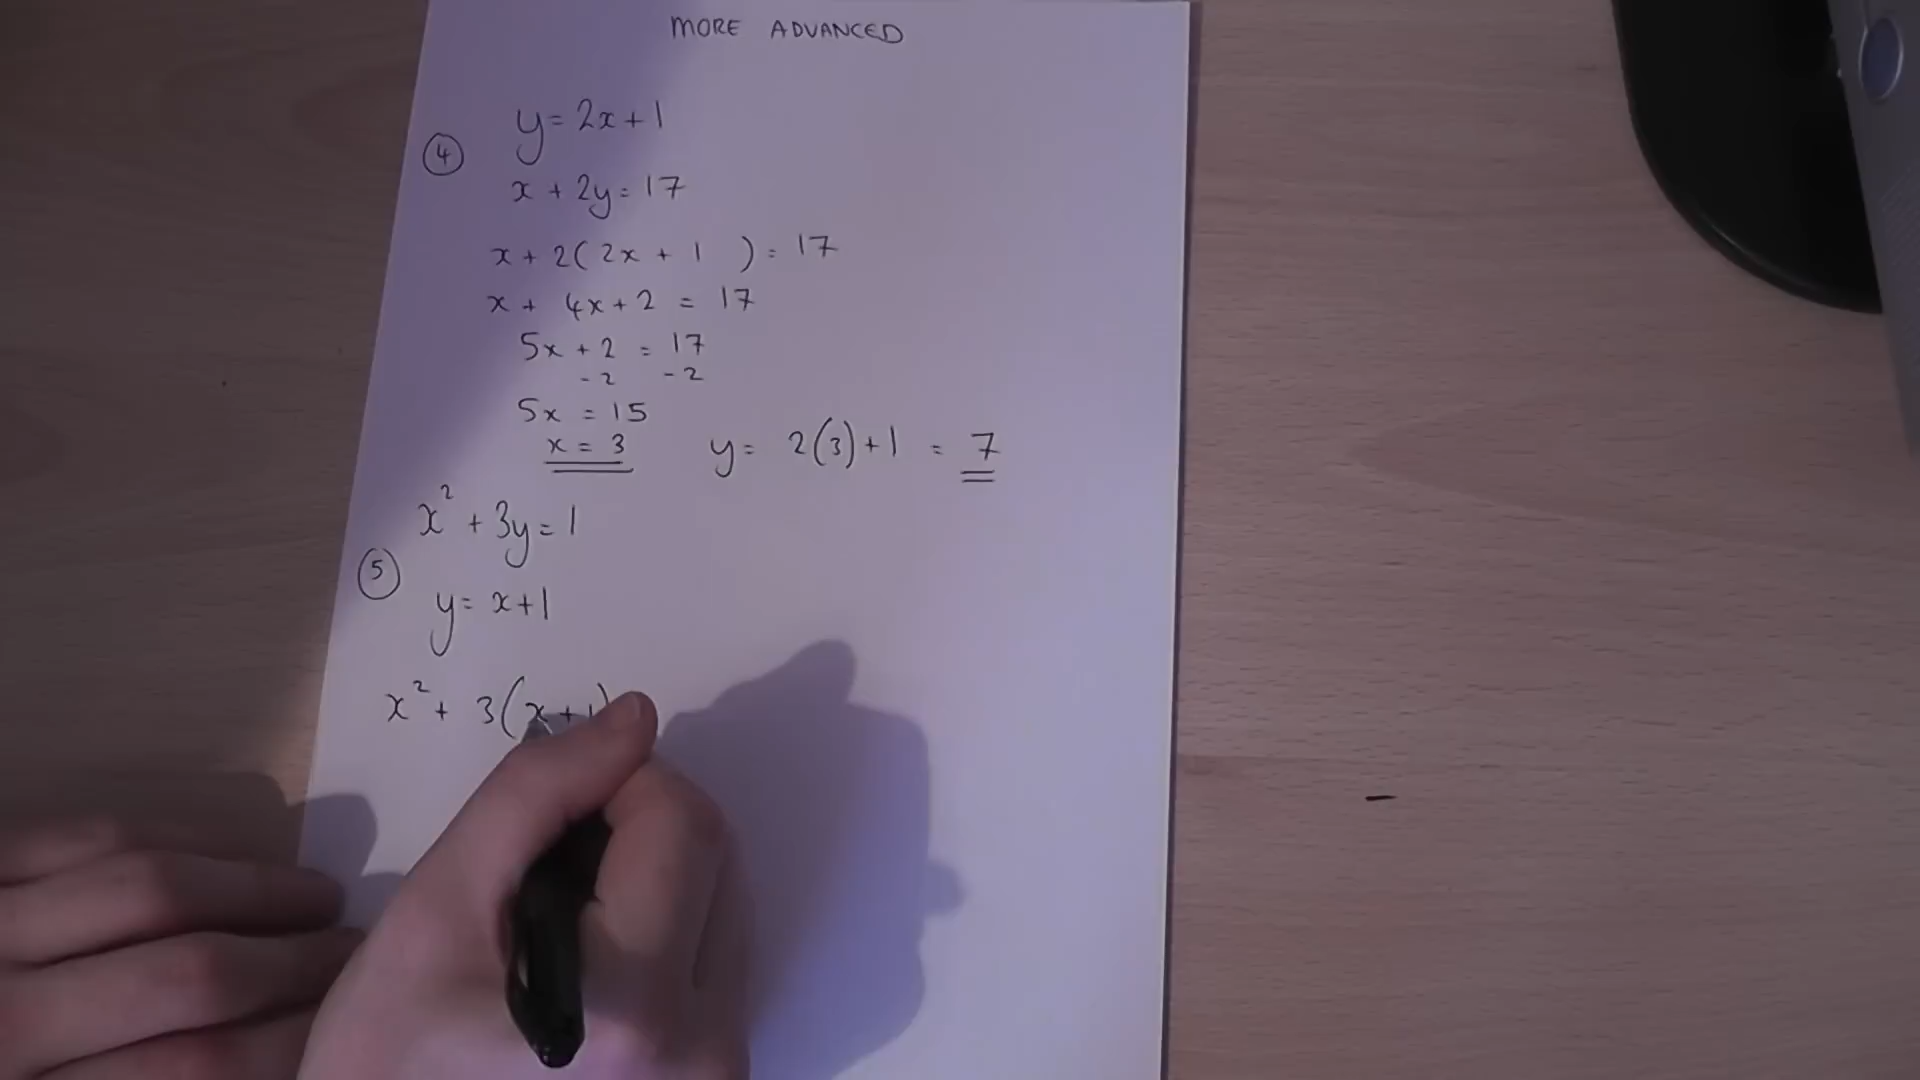 MORE ADVANCED
④ y = 2x + 1
x + 2y = 17
x + 2( 2x + 1 ) = 17
x + 4x + 2 = 17
5x + 2 = 17
- 2 - 2
5x = 15
x = 3 y = 2(3) + 1 = 7
x² + 3y = 1
⑤
y = x + 1
x² + 3(x + 1)